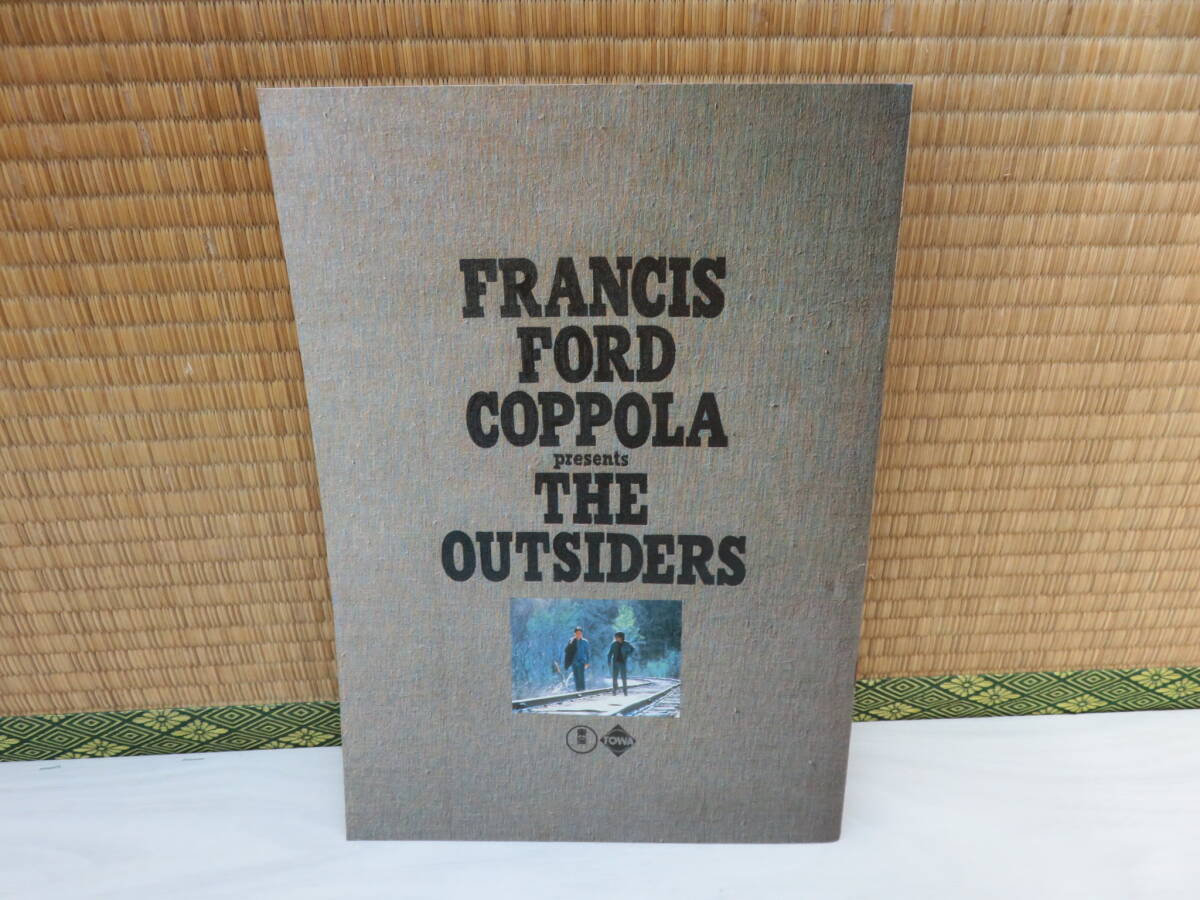 FRANCIS
FORD
COPPOLA
presents
THE
OUTSIDERS
TOWA